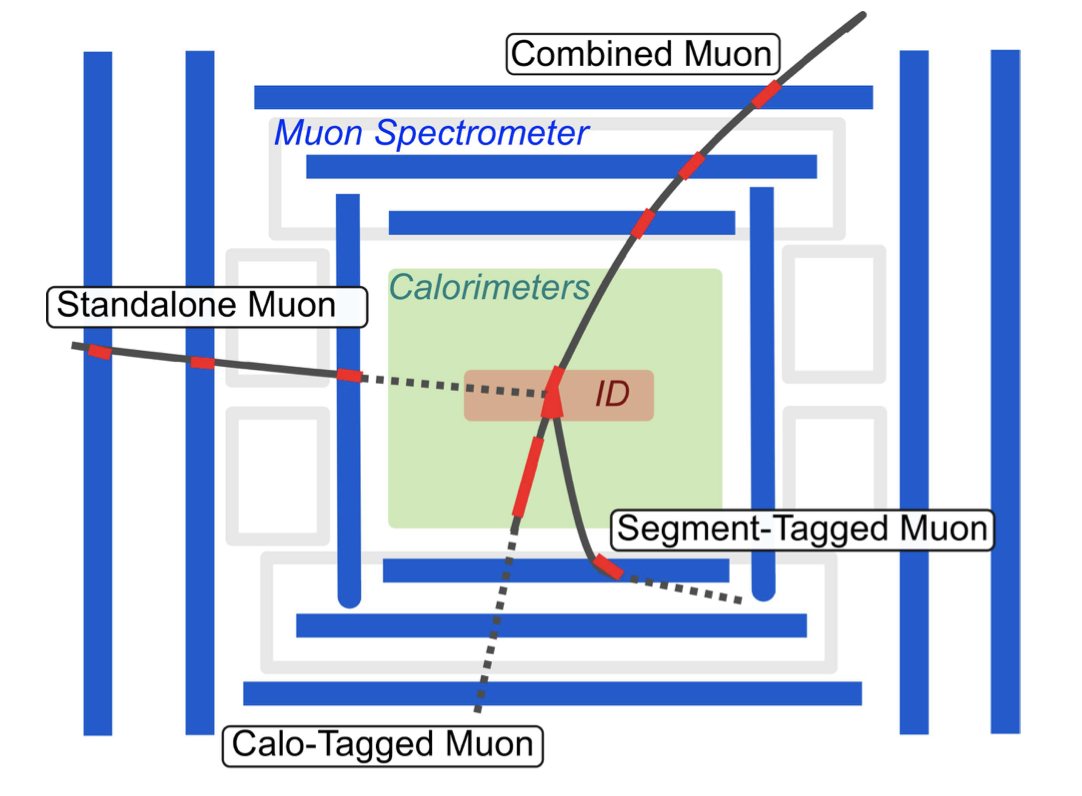 Combined Muon
Muon Spectrometer
Calorimeters
Standalone Muon
ID
Segment-Tagged Muon
Calo-Tagged Muon